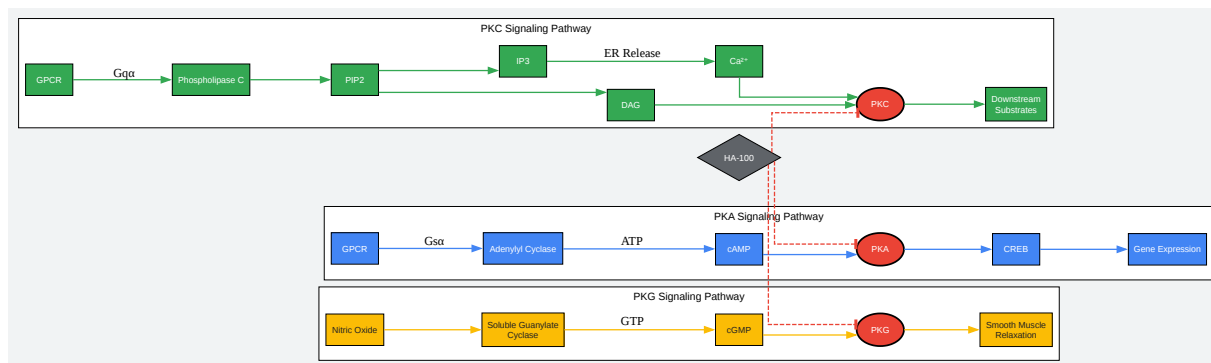 PKC Signaling Pathway
GPCR
Gqα
Phospholipase C
PIP2
IP3
ER Release
Ca²⁺
DAG
PKC
Downstream
Substrates
HA-100
PKA Signaling Pathway
GPCR
Gsα
Adenylyl Cyclase
ATP
cAMP
PKA
CREB
Gene Expression
PKG Signaling Pathway
Nitric Oxide
Soluble Guanylate
Cyclase
GTP
cGMP
PKG
Smooth Muscle
Relaxation